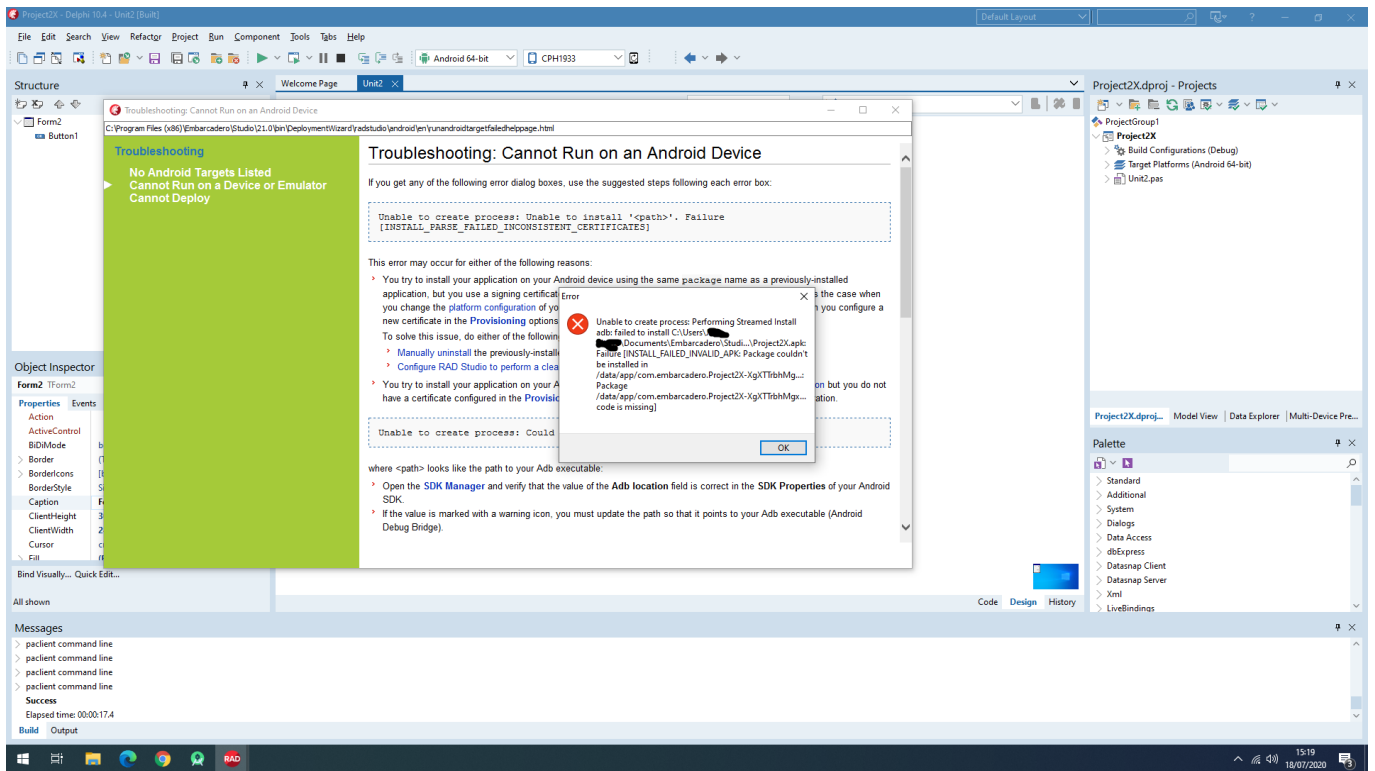 Project2X - Delphi 10.4 - Unit2 [Built]
Default Layout
File Edit Search View Refactor Project Run Component Tools Tabs Help
Android 64-bit
CPH1933
Structure
Form2
Button1
Welcome Page
Unit2
Troubleshooting: Cannot Run on an Android Device
C:\Program Files (x86)\Embarcadero\Studio\21.0\bin\DeploymentWizard\radstudio\android\en\runandroidtargetfailedhelppage.html
Troubleshooting
No Android Targets Listed
Cannot Run on a Device or Emulator
Cannot Deploy
Troubleshooting: Cannot Run on an Android Device
If you get any of the following error dialog boxes, use the suggested steps following each error box:
Unable to create process: Unable to install '<path>'. Failure
[INSTALL_PARSE_FAILED_INCONSISTENT_CERTIFICATES]
This error may occur for either of the following reasons:
You try to install your application on your Android device using the same package name as a previously-installed
application, but you use a signing certificat
s the case when
you change the platform configuration of yo
n you configure a
new certificate in the Provisioning options
To solve this issue, do either of the following
Manually uninstall the previously-installe
Configure RAD Studio to perform a clea
You try to install your application on your A
on but you do not
have a certificate configured in the Provisio
ation.
Unable to create process: Could
where <path> looks like the path to your Adb executable:
Open the SDK Manager and verify that the value of the Adb location field is correct in the SDK Properties of your Android
SDK.
If the value is marked with a warning icon, you must update the path so that it points to your Adb executable (Android
Debug Bridge).
Error
Unable to create process: Performing Streamed Install
adb: failed to install C:\Users\
.Documents\Embarcadero\Studi...\Project2X.apk:
Failure [INSTALL_FAILED_INVALID_APK: Package couldn't
be installed in
/data/app/com.embarcadero.Project2X-XgXTTrbhMg...:
Package
/data/app/com.embarcadero.Project2X-XgXTTrbhMgx...
code is missing]
OK
Project2X.dproj - Projects
ProjectGroup1
Project2X
Build Configurations (Debug)
Target Platforms (Android 64-bit)
Unit2.pas
Project2X.dproj... Model View Data Explorer Multi-Device Pre...
Object Inspector
Form2 TForm2
Properties Events
Action
ActiveControl
BiDiMode
Border
BorderIcons
BorderStyle
Caption
ClientHeight
ClientWidth
Cursor
Fill
Bind Visually... Quick Edit...
All shown
Code Design History
Palette
Standard
Additional
System
Dialogs
Data Access
dbExpress
Datasnap Client
Datasnap Server
Xml
LiveBindings
Messages
paclient command line
paclient command line
paclient command line
paclient command line
Success
Elapsed time: 00:00:17.4
Build Output
RAD
15:19
18/07/2020
3